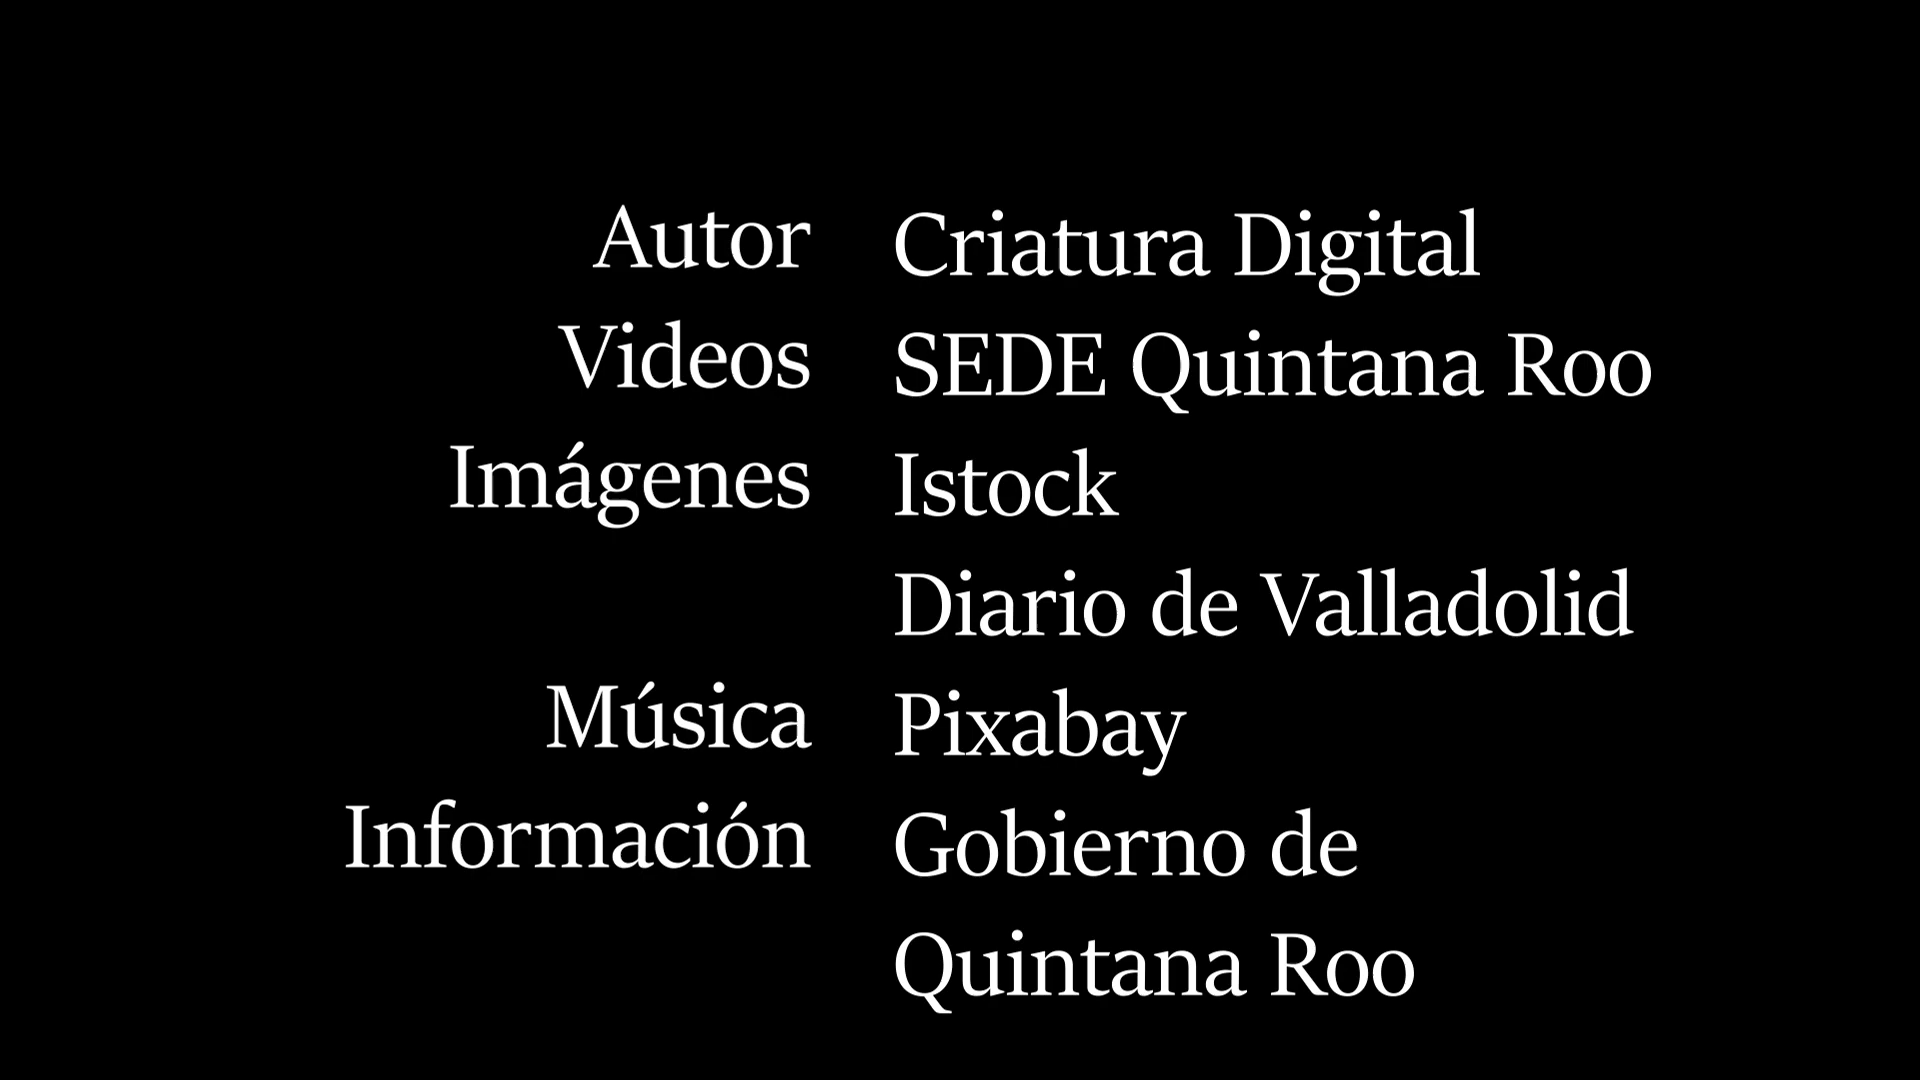 Autor Criatura Digital
Videos SEDE Quintana Roo
Imágenes Istock
Diario de Valladolid
Música Pixabay
Información Gobierno de
Quintana Roo